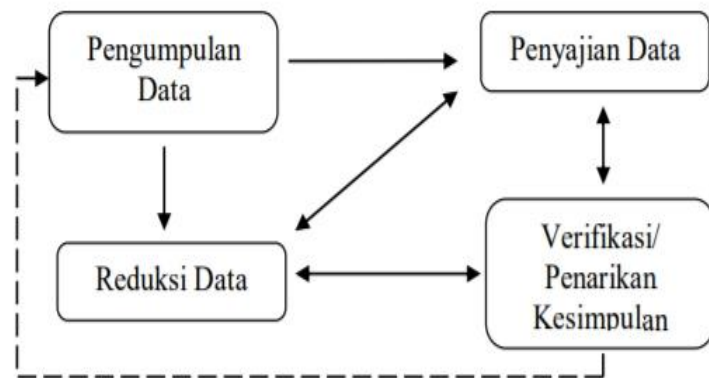 Pengumpulan
Data
Penyajian Data
Reduksi Data
Verifikasi/
Penarikan
Kesimpulan